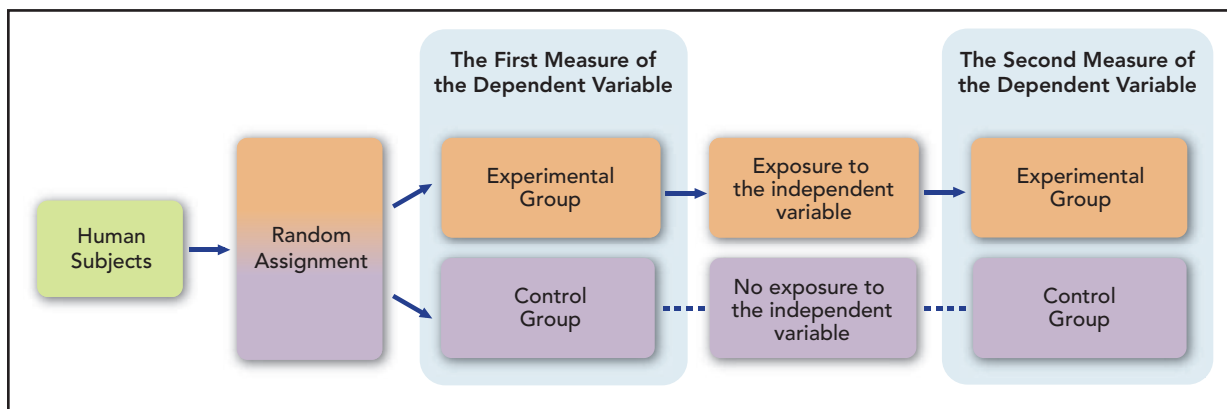 The First Measure of
the Dependent Variable
The Second Measure of
the Dependent Variable
Human
Subjects
Random
Assignment
Experimental
Group
Exposure to
the independent
variable
Experimental
Group
Control
Group
No exposure to
the independent
variable
Control
Group